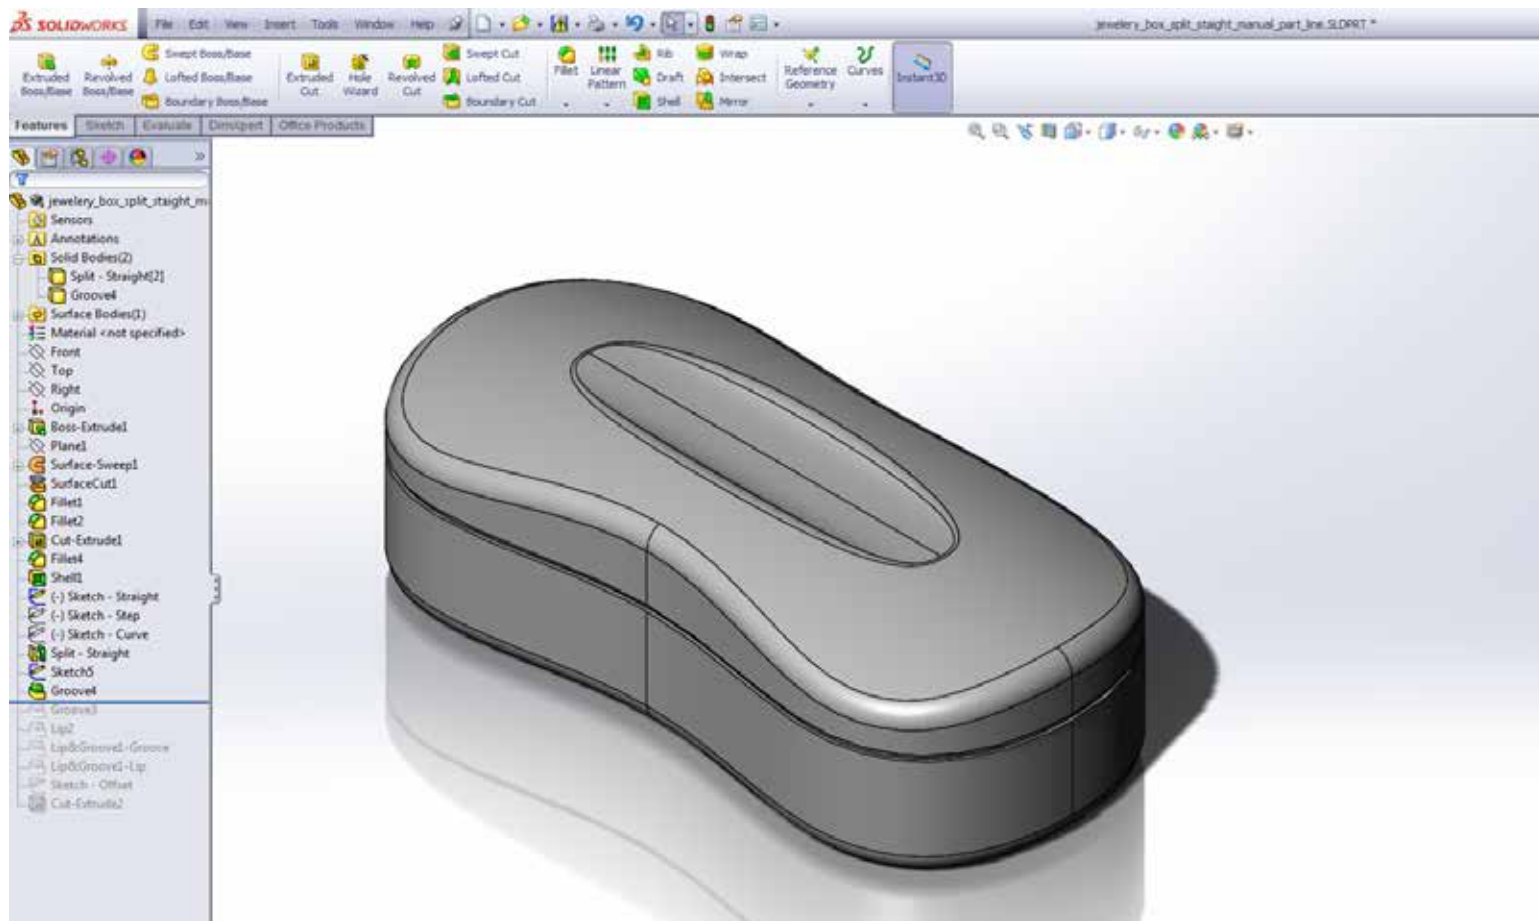 SOLIDWORKS File Edit View Insert Tools Window Help jewelery_box_split_staight_manual_part_line.SLDPRT *
Extruded Boss/Base
Revolved Boss/Base
Swept Boss/Base
Lofted Boss/Base
Boundary Boss/Base
Extruded Cut
Hole Wizard
Revolved Cut
Swept Cut
Lofted Cut
Boundary Cut
Fillet
Linear Pattern
Rib
Draft
Shell
Wrap
Intersect
Mirror
Reference Geometry
Curves
Instant3D
Features Sketch Evaluate DimXpert Office Products
jewelery_box_split_staight_m
Sensors
Annotations
Solid Bodies(2)
Split - Straight[2]
Groove4
Surface Bodies(1)
Material <not specified>
Front
Top
Right
Origin
Boss-Extrude1
Plane1
Surface-Sweep1
SurfaceCut1
Fillet1
Fillet2
Cut-Extrude1
Fillet4
Shell1
(-) Sketch - Straight
(-) Sketch - Step
(-) Sketch - Curve
Split - Straight
Sketch5
Groove4
Groove3
Lip2
Lip&Groove1-Groove
Lip&Groove1-Lip
Sketch - Offset
Cut-Extrude2